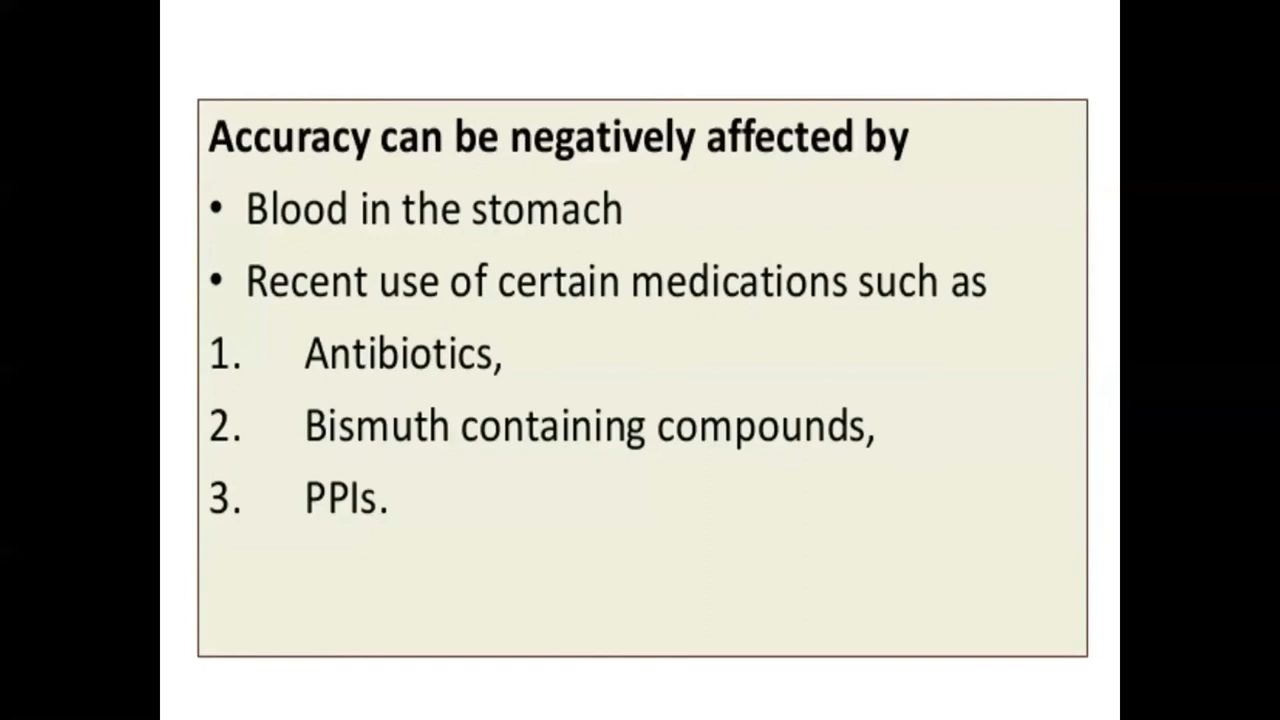 Accuracy can be negatively affected by
• Blood in the stomach
• Recent use of certain medications such as
1. Antibiotics,
2. Bismuth containing compounds,
3. PPIs.